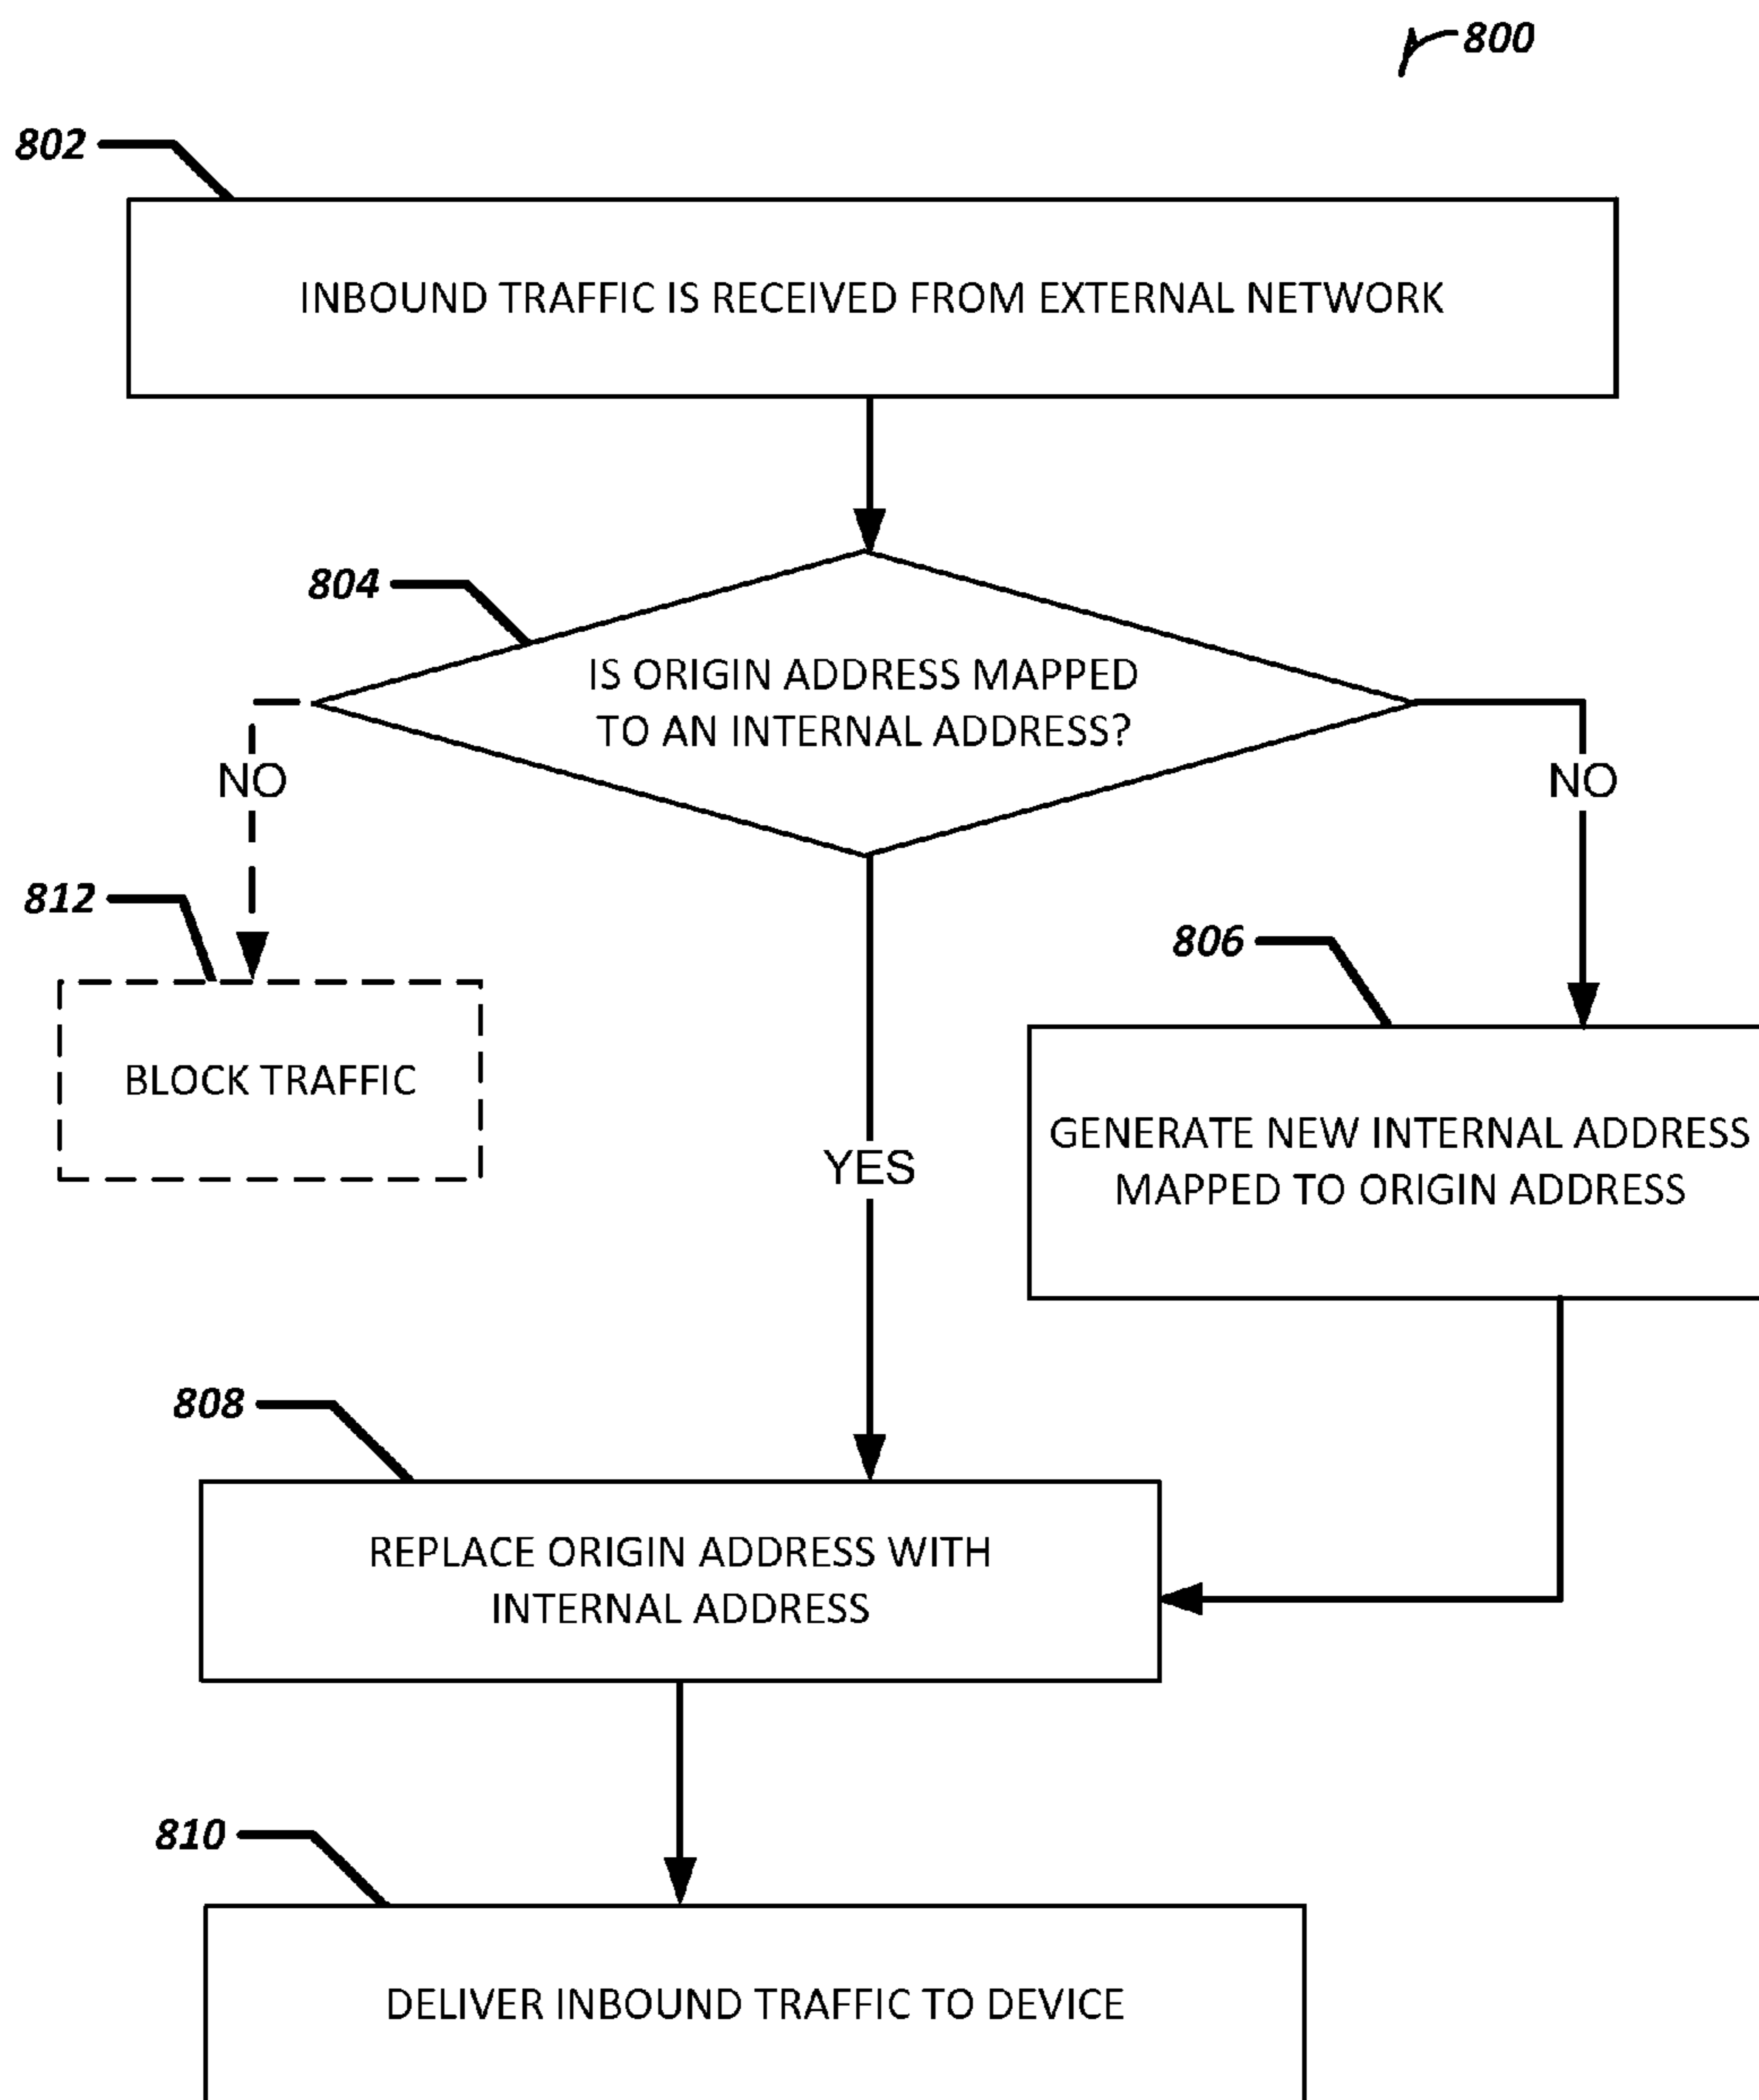 800
802
INBOUND TRAFFIC IS RECEIVED FROM EXTERNAL NETWORK
804
IS ORIGIN ADDRESS MAPPED
TO AN INTERNAL ADDRESS?
NO
NO
812
806
BLOCK TRAFFIC
GENERATE NEW INTERNAL ADDRESS
MAPPED TO ORIGIN ADDRESS
YES
808
REPLACE ORIGIN ADDRESS WITH
INTERNAL ADDRESS
810
DELIVER INBOUND TRAFFIC TO DEVICE